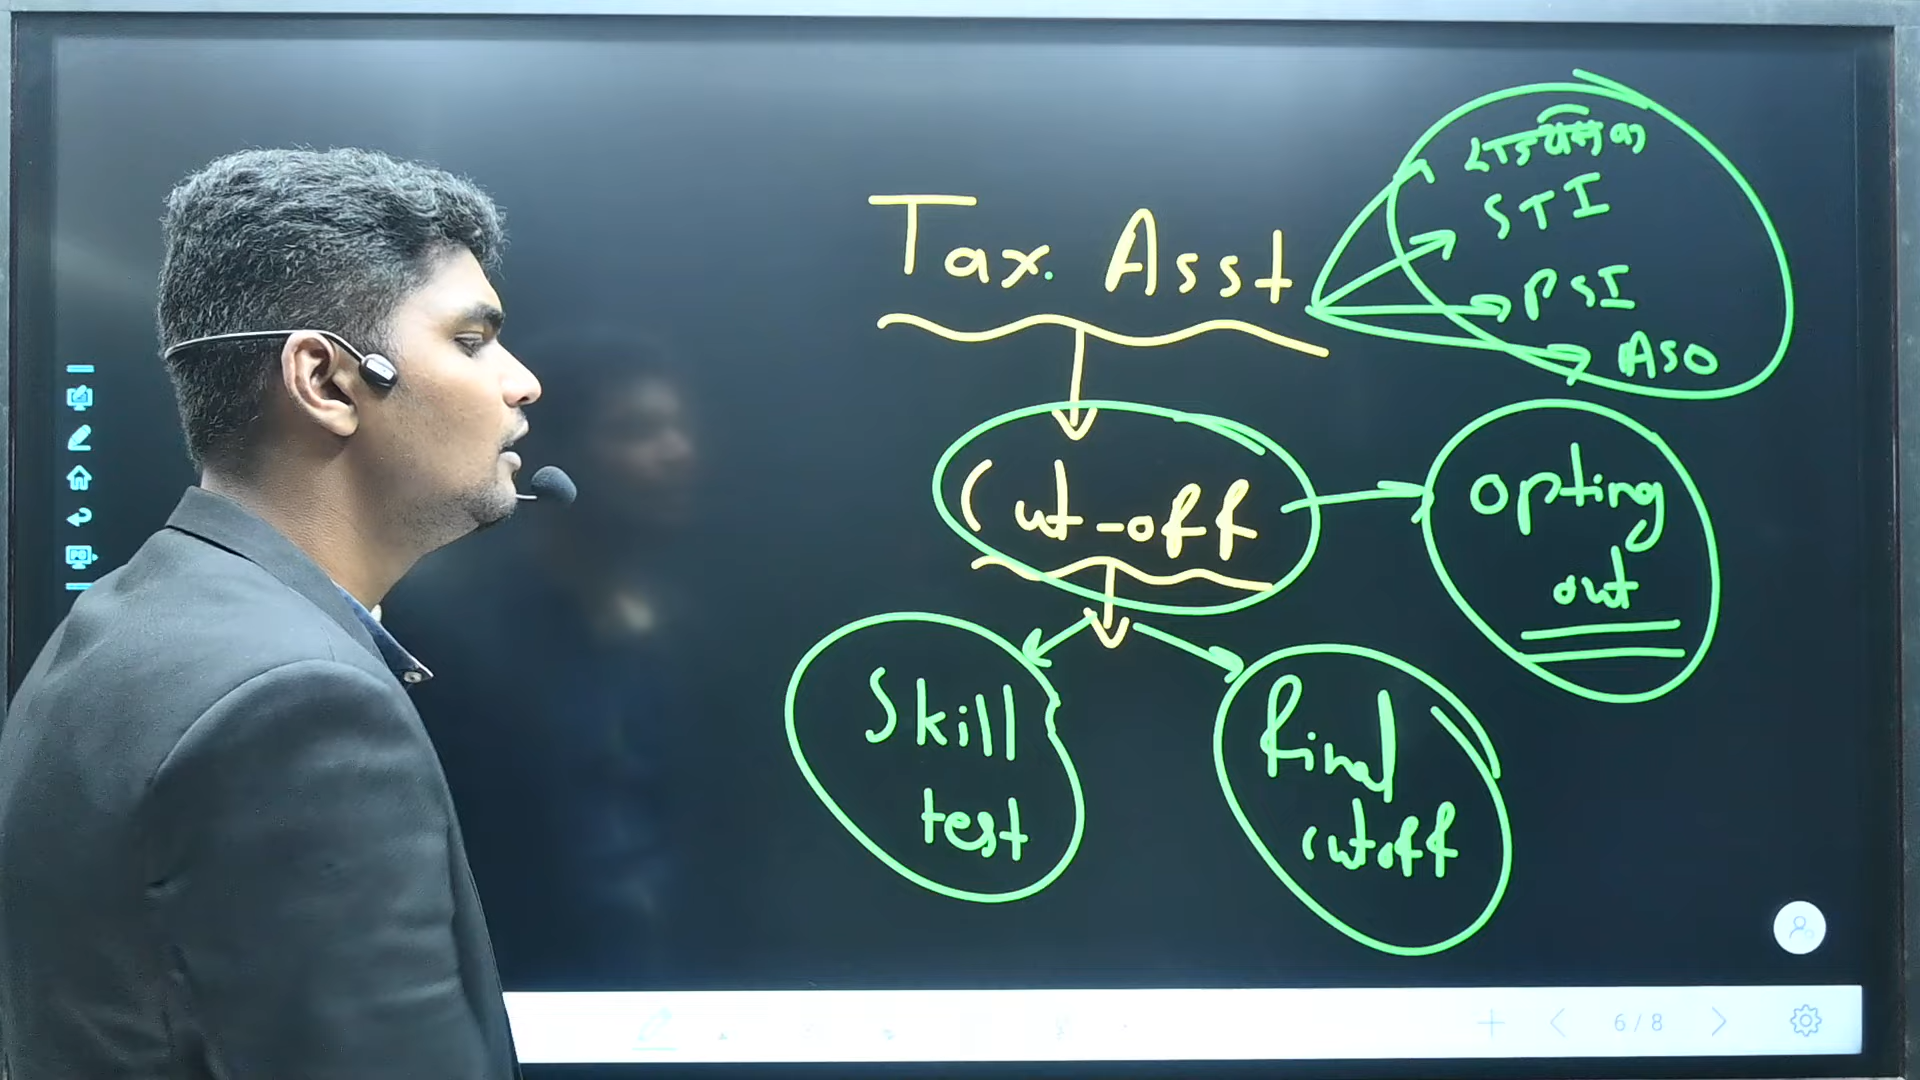 Tax. Asst
STI
PSI
ASO
Cut-off
opting
out
Skill
test
Final
cutoff
6/8